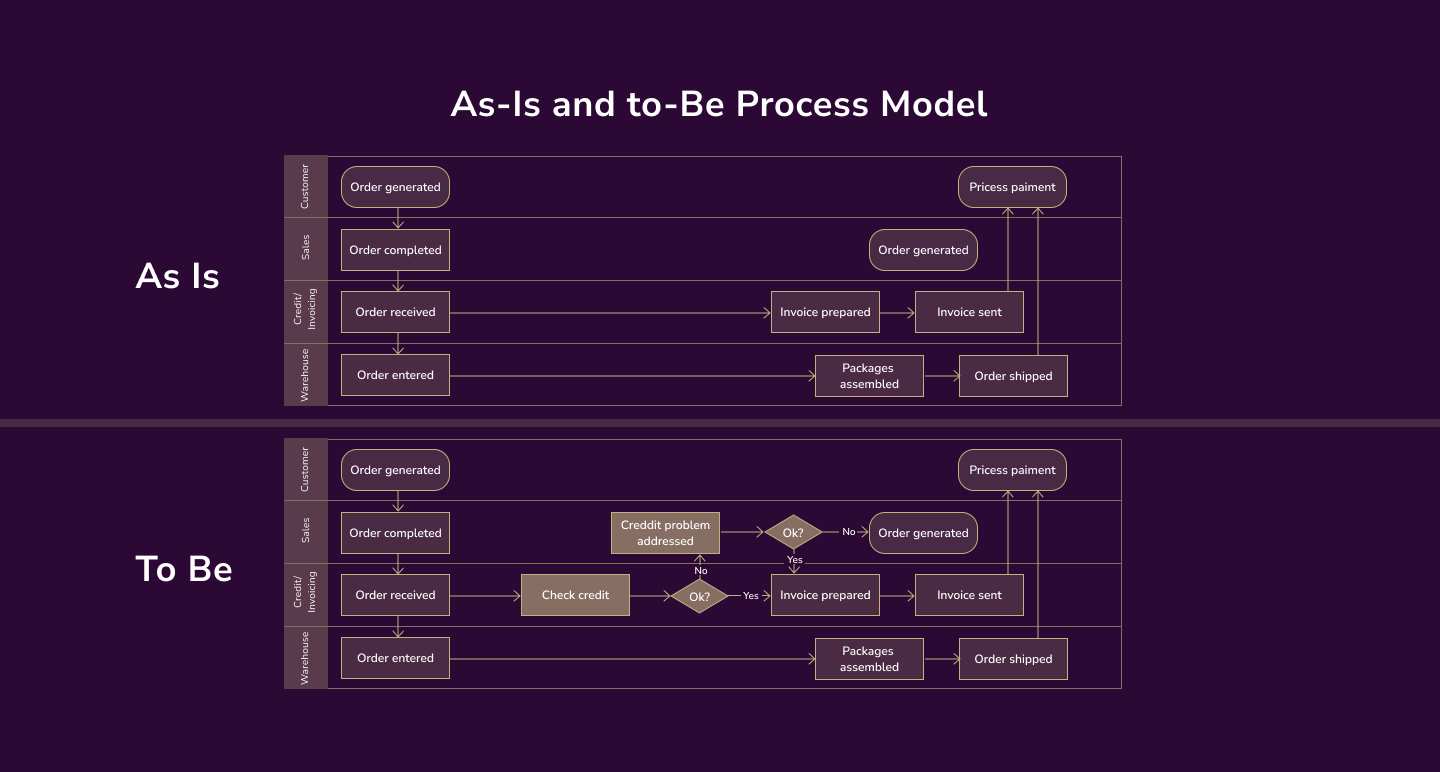 As-Is and to-Be Process Model
As Is
Customer
Order generated
Pricess paiment
Sales
Order completed
Order generated
Credit/
Invoicing
Order received
Invoice prepared
Invoice sent
Warehouse
Order entered
Packages
assembled
Order shipped
To Be
Customer
Order generated
Pricess paiment
Sales
Order completed
Creddit problem
addressed
Ok?
No
Order generated
Yes
Credit/
Invoicing
Order received
Check credit
No
Ok?
Yes
Invoice prepared
Invoice sent
Warehouse
Order entered
Packages
assembled
Order shipped